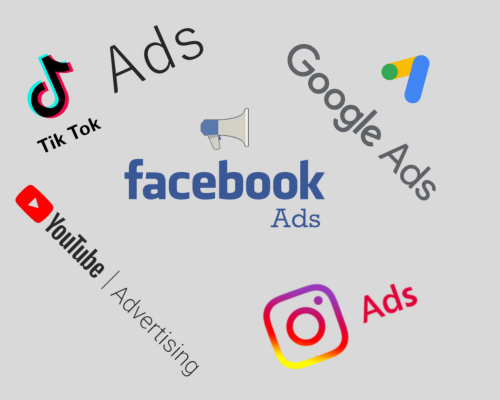 Ads
Tik Tok
Google Ads
facebook
Ads
YouTube | Advertising
Ads